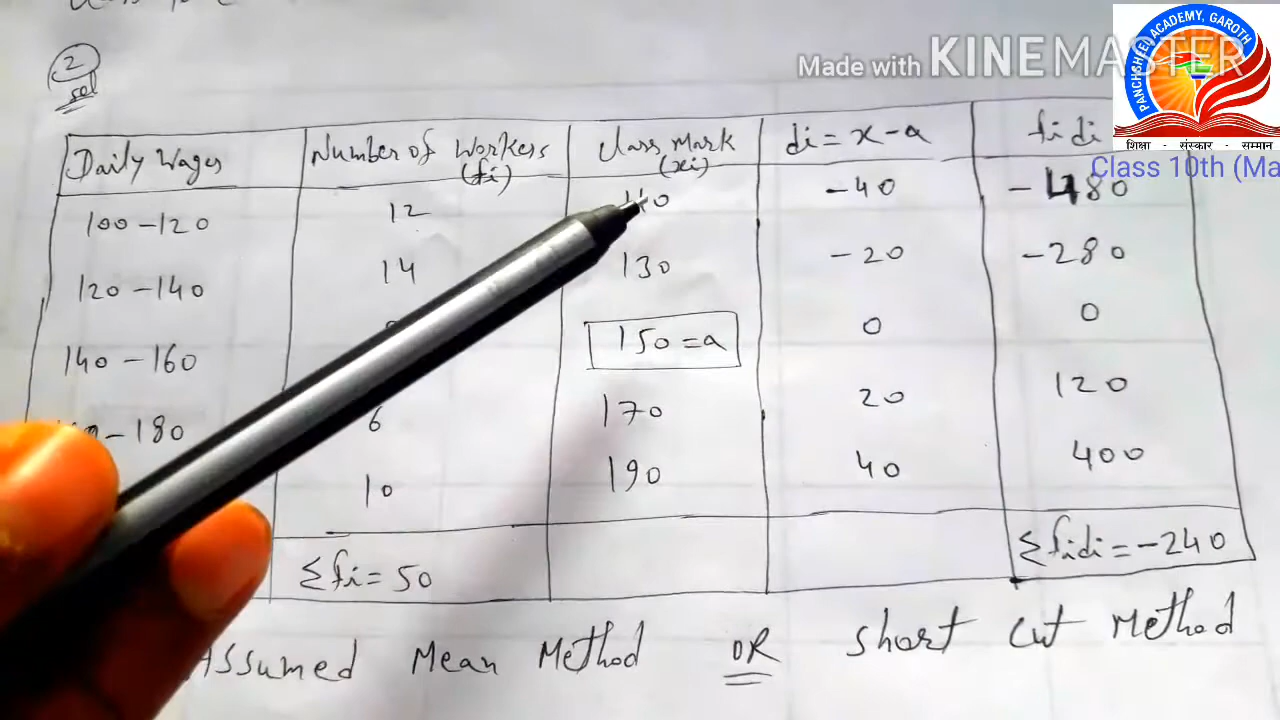 2
sol
Made with KINEMASTER
PANCHSHEEL ACADEMY, GAROTH
शिक्षा - संस्कार - सम्मान
Class 10th (Ma
Daily Wages Number of Workers (fi) Class Mark (xi) di = x - a fidi
100 - 120 12 110 -40 -480
120 - 140 14 130 -20 -280
140 - 160 150 = a 0 0
- 180 6 170 20 120
10 190 40 400
Σfi = 50 Σfidi = -240
Assumed Mean Method OR Short Cut Method